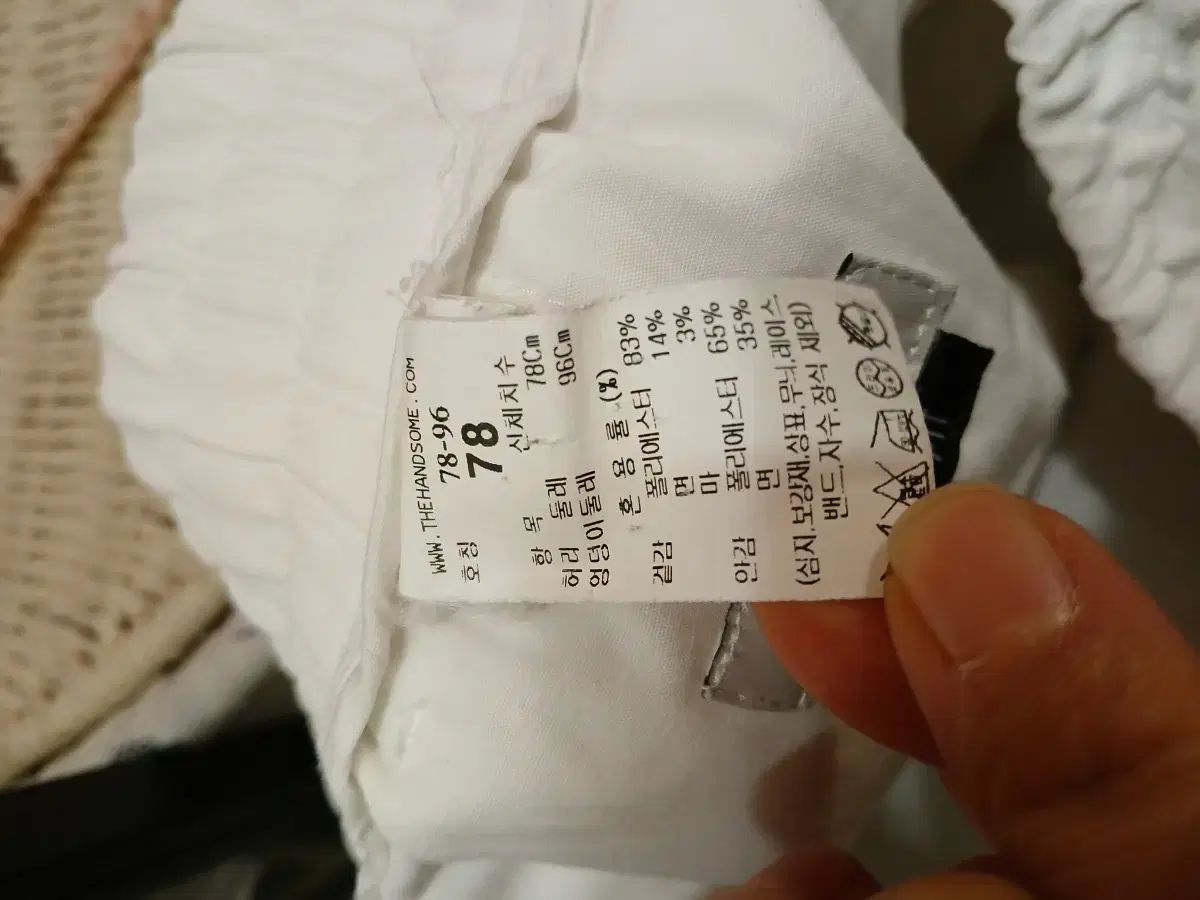 WWW.THEHANDSOME.COM
호칭 78-96
78
항 목 신체치수
허리 둘레 78Cm
엉덩이둘레 96Cm
혼 용 률 (%)
겉감 폴리에스터 83%
면 14%
마 3%
안감 폴리에스터 65%
면 35%
(심지.보강재.상표.무늬.레이스
밴드.자수.장식 제외)